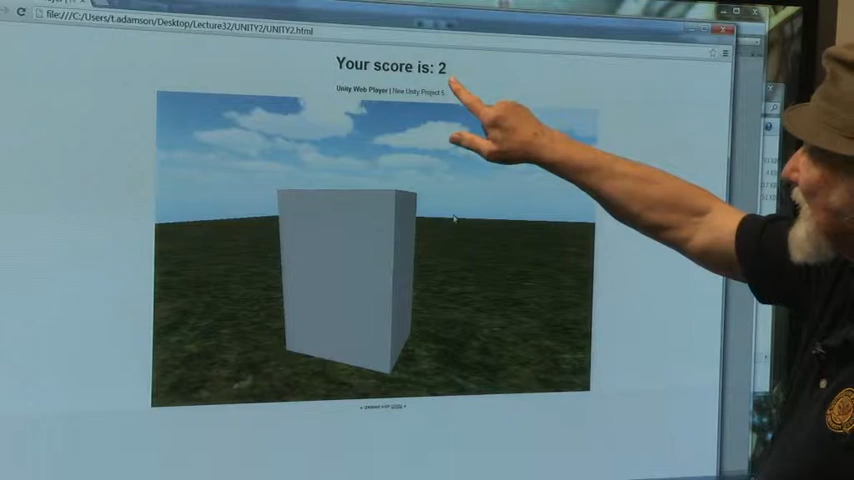 file:///C:/Users/t.adamson/Desktop/Lecture32/UNITY2/UNITY2.html
Your score is: 2
Unity Web Player | New Unity Project 5